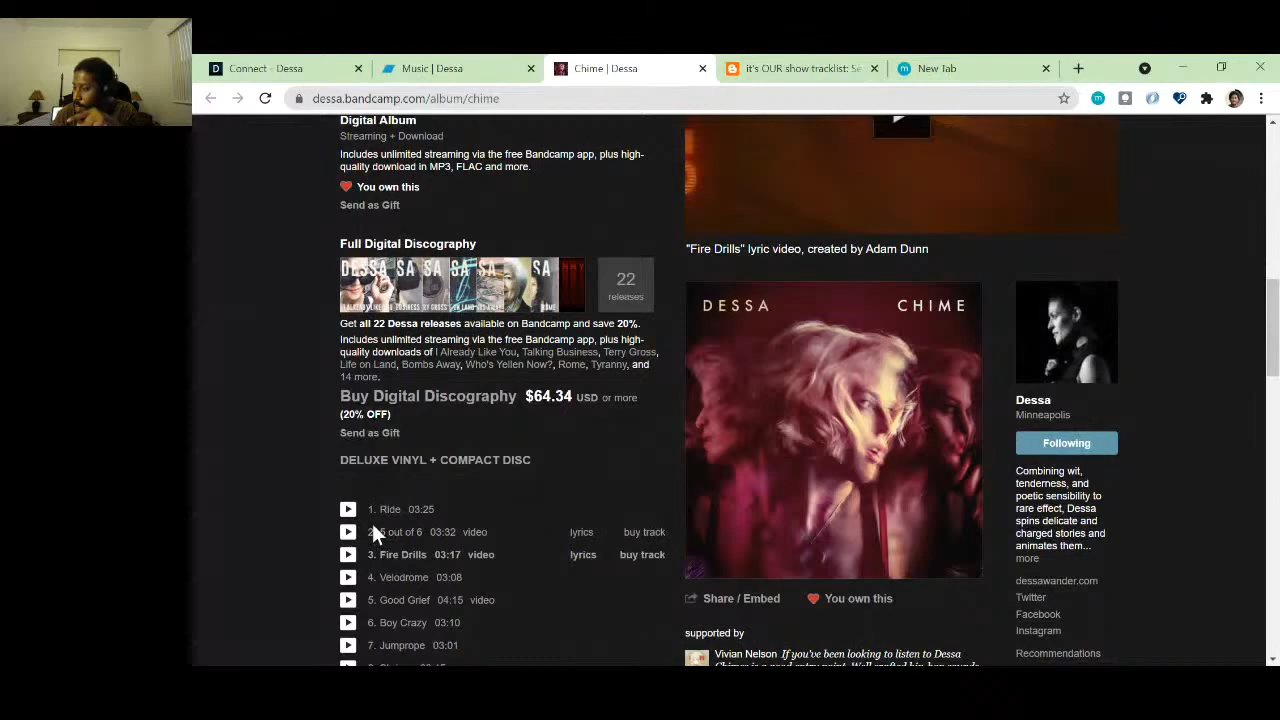 Connect - Dessa
Music | Dessa
Chime | Dessa
it's OUR show tracklist: Se
New Tab
dessa.bandcamp.com/album/chime
Digital Album
Streaming + Download
Includes unlimited streaming via the free Bandcamp app, plus high-
quality download in MP3, FLAC and more.
You own this
Send as Gift
Full Digital Discography
22
releases
Get all 22 Dessa releases available on Bandcamp and save 20%.
Includes unlimited streaming via the free Bandcamp app, plus high-
quality downloads of I Already Like You, Talking Business, Terry Gross,
Life on Land, Bombs Away, Who's Yellen Now?, Rome, Tyranny, and
14 more.
Buy Digital Discography $64.34 USD or more
(20% OFF)
Send as Gift
DELUXE VINYL + COMPACT DISC
1. Ride 03:25
2. 5 out of 6 03:32 video lyrics buy track
3. Fire Drills 03:17 video lyrics buy track
4. Velodrome 03:08
5. Good Grief 04:15 video
6. Boy Crazy 03:10
7. Jumprope 03:01
"Fire Drills" lyric video, created by Adam Dunn
DESSA CHIME
Share / Embed
You own this
supported by
Vivian Nelson If you've been looking to listen to Dessa
Dessa
Minneapolis
Following
Combining wit,
tenderness, and
poetic sensibility to
rare effect, Dessa
spins delicate and
charged stories and
animates them...
more
dessawander.com
Twitter
Facebook
Instagram
Recommendations